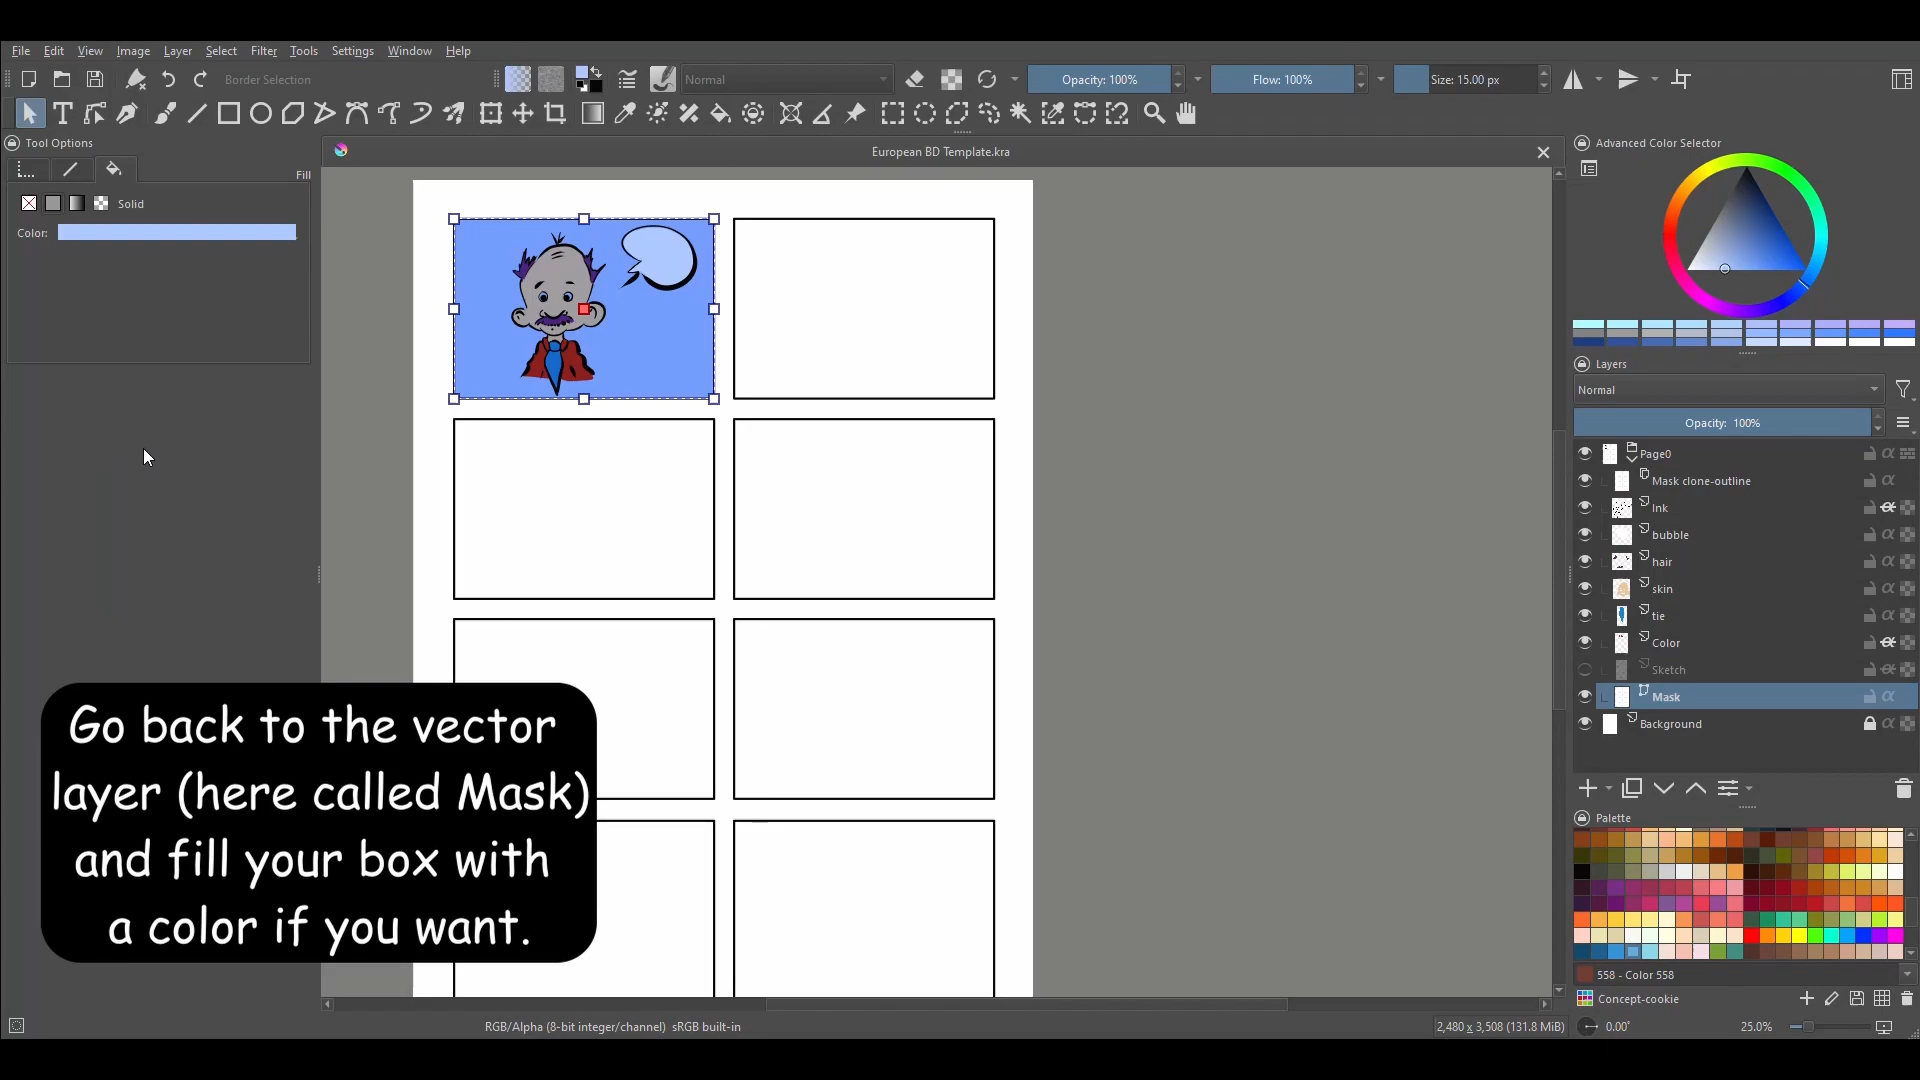 File Edit View Image Layer Select Filter Tools Settings Window Help
Border Selection
Normal
Opacity: 100%
Flow: 100%
Size: 15.00 px
Tool Options
European BD Template.kra
Advanced Color Selector
Fill
Solid
Color:
Layers
Normal
Opacity: 100%
Page0
Mask clone-outline
Ink
bubble
hair
skin
tie
Color
Sketch
Mask
Background
Go back to the vector
layer (here called Mask)
and fill your box with
a color if you want.
Palette
558 - Color 558
Concept-cookie
RGB/Alpha (8-bit integer/channel) sRGB built-in
2,480 x 3,508 (131.8 MiB)
0.00°
25.0%